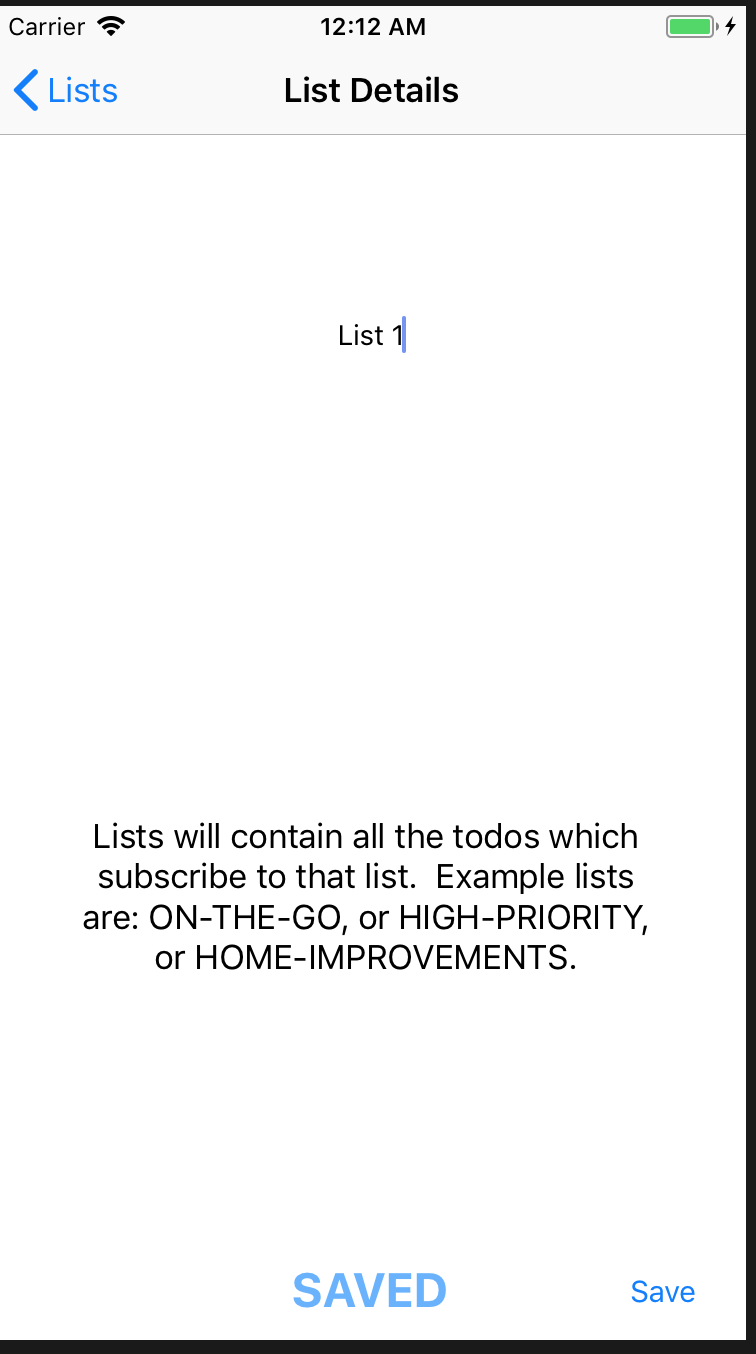 Carrier 12:12 AM
Lists List Details
List 1
Lists will contain all the todos which
subscribe to that list.  Example lists
are: ON-THE-GO, or HIGH-PRIORITY,
or HOME-IMPROVEMENTS.
SAVED Save